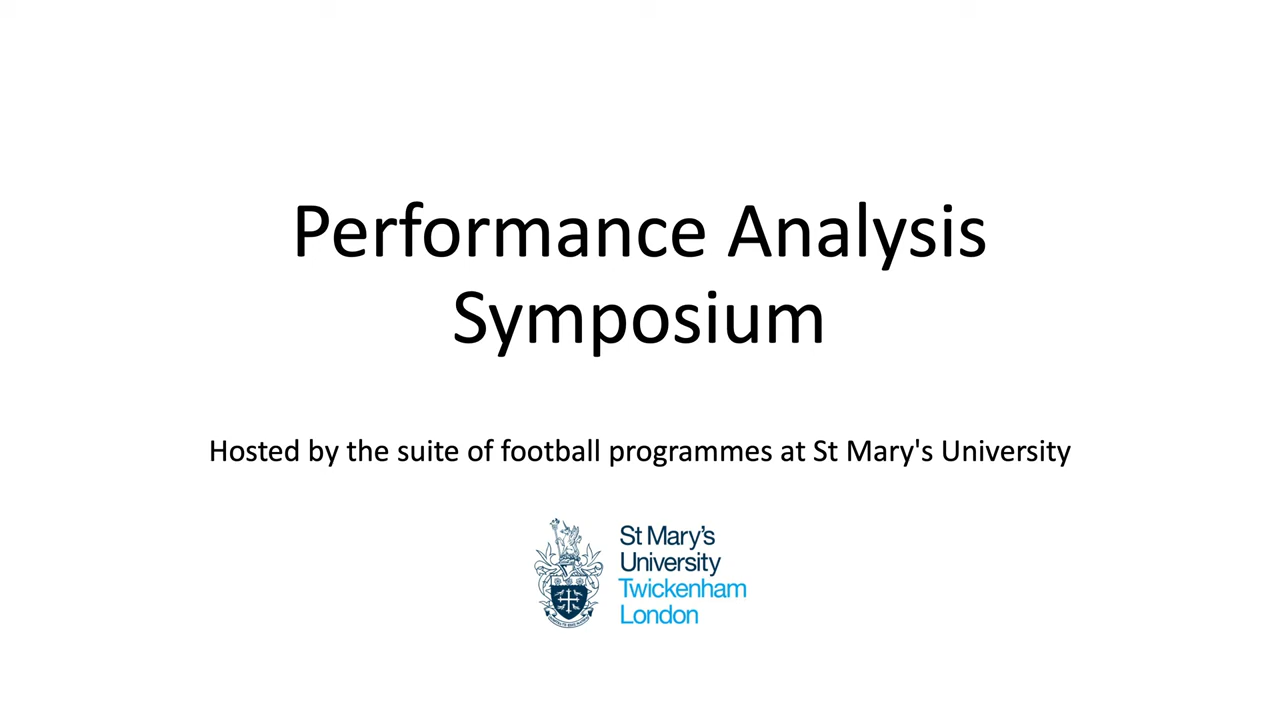 Performance Analysis
Symposium
Hosted by the suite of football programmes at St Mary's University
St Mary's
University
Twickenham
London